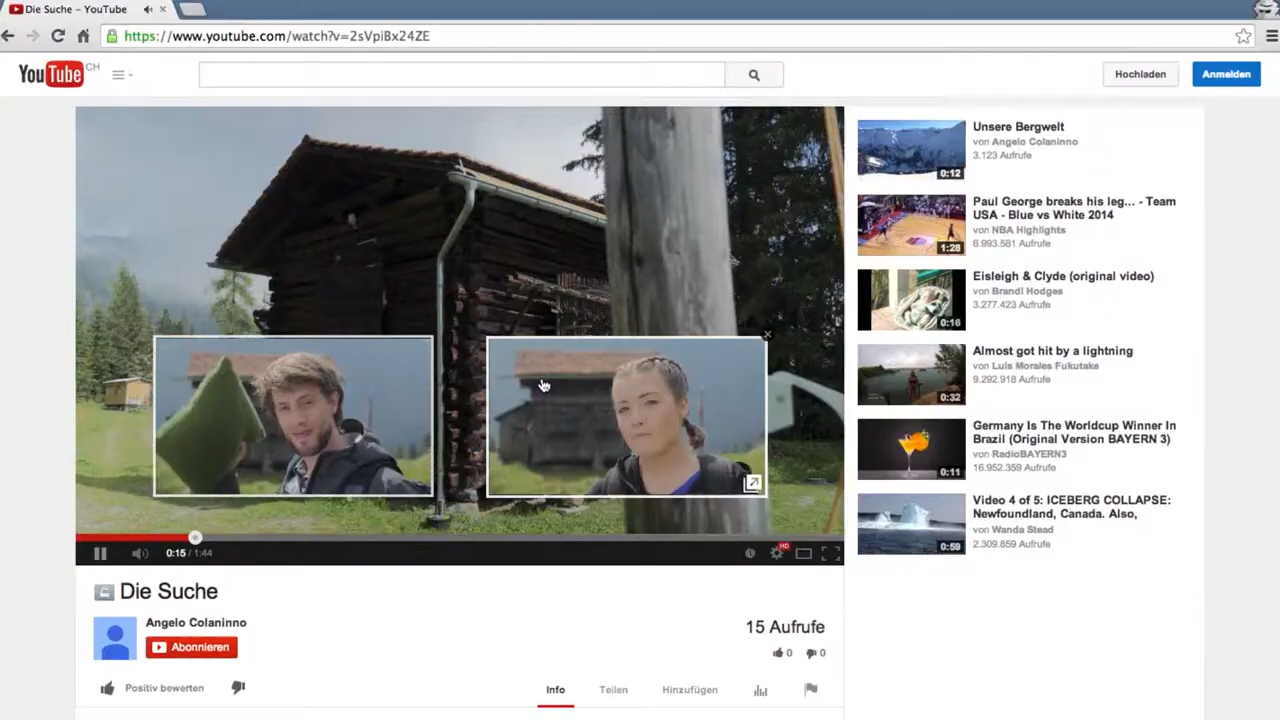 Die Suche – YouTube
https://www.youtube.com/watch?v=2sVpiBx24ZE
YouTube CH
Hochladen
Anmelden
Unsere Bergwelt
von Angelo Colaninno
3.123 Aufrufe
0:12
Paul George breaks his leg... - Team
USA - Blue vs White 2014
von NBA Highlights
6.993.581 Aufrufe
1:28
Eisleigh & Clyde (original video)
von Brandi Hodges
3.277.423 Aufrufe
0:16
Almost got hit by a lightning
von Luis Morales Fukutaka
9.292.918 Aufrufe
0:32
Germany Is The Worldcup Winner In
Brazil (Original Version BAYERN 3)
von RadioBAYERN3
16.952.359 Aufrufe
0:11
Video 4 of 5: ICEBERG COLLAPSE:
Newfoundland, Canada. Also,
von Wanda Stead
2.309.859 Aufrufe
0:59
0:15 / 1:44
HD
Die Suche
Angelo Colaninno
Abonnieren
15 Aufrufe
0 0
Positiv bewerten
Info
Teilen
Hinzufügen